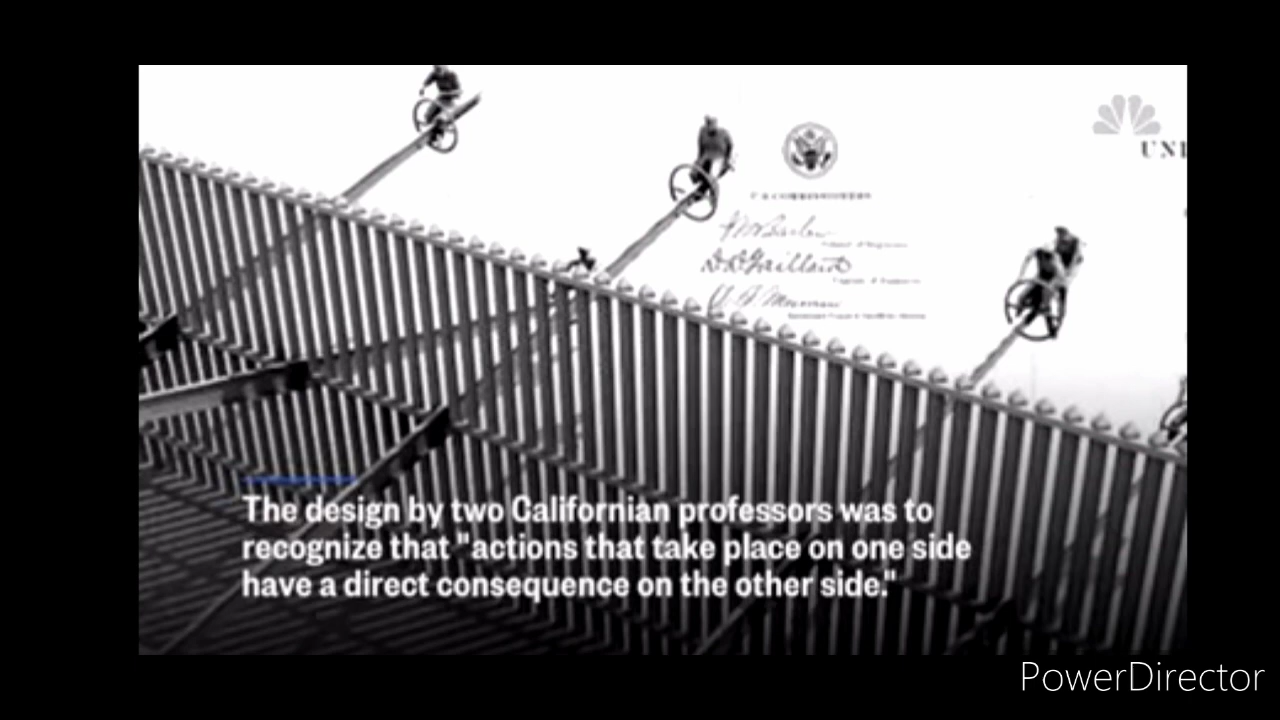 UNI
The design by two Californian professors was to
recognize that "actions that take place on one side
have a direct consequence on the other side."
PowerDirector